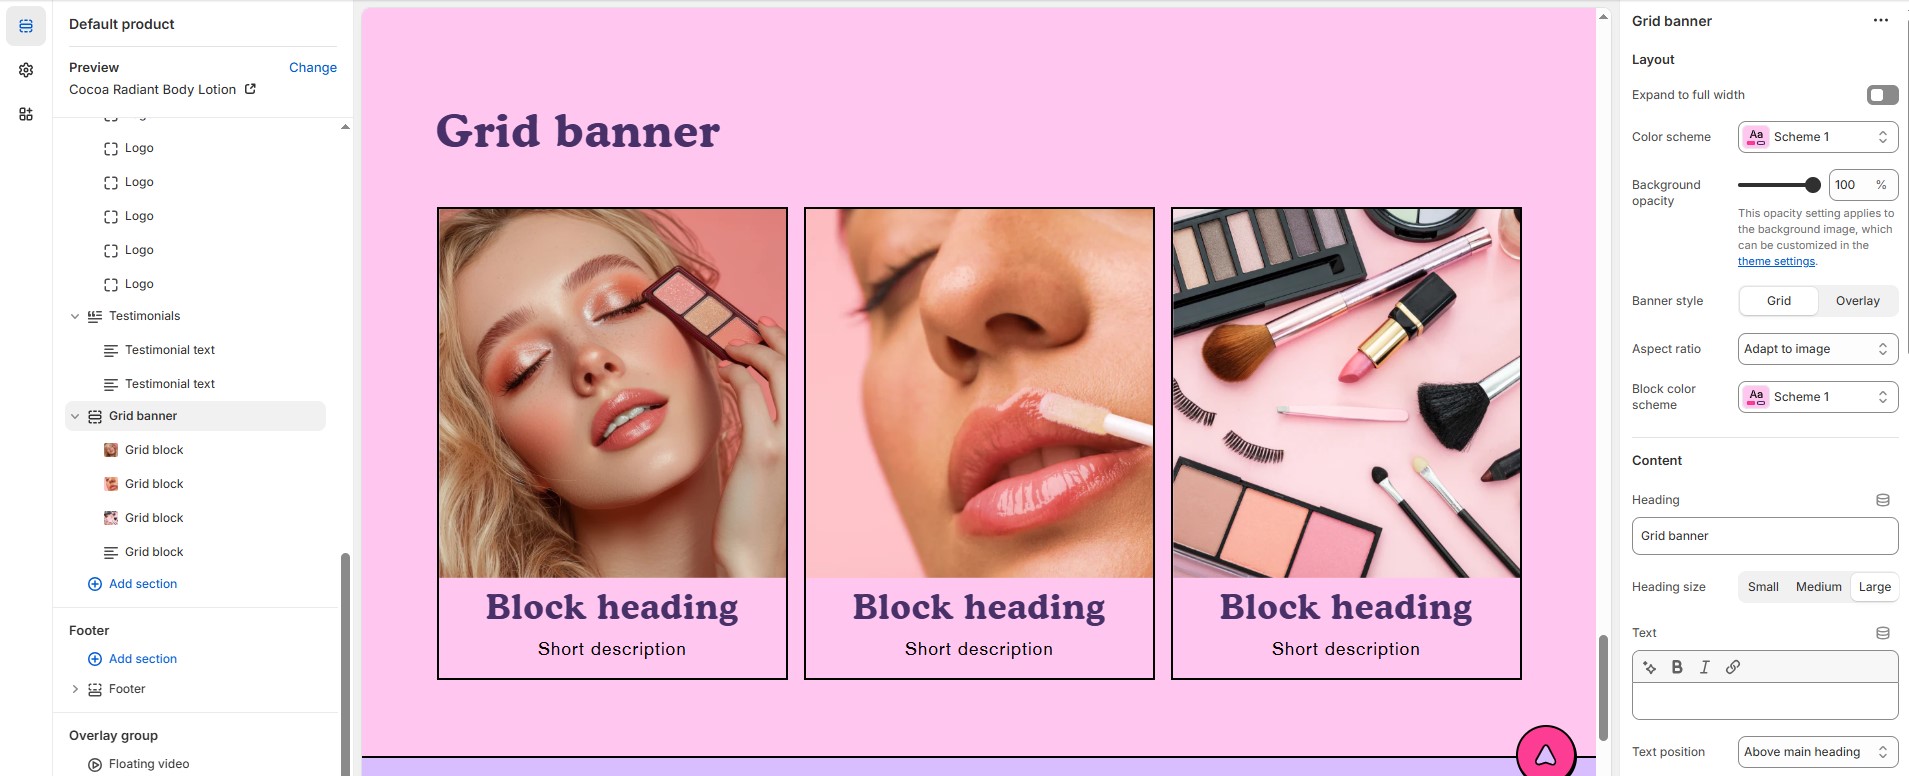 Default product
Preview
Change
Cocoa Radiant Body Lotion
Logo
Logo
Logo
Logo
Logo
Testimonials
Testimonial text
Testimonial text
Grid banner
Grid block
Grid block
Grid block
Grid block
Add section
Footer
Add section
Footer
Overlay group
Floating video
Grid banner
Block heading
Short description
Block heading
Short description
Block heading
Short description
Grid banner
Layout
Expand to full width
Color scheme
Aa
Scheme 1
Background
opacity
100 %
This opacity setting applies to
the background image, which
can be customized in the
theme settings.
Banner style
Grid
Overlay
Aspect ratio
Adapt to image
Block color
scheme
Aa
Scheme 1
Content
Heading
Grid banner
Heading size
Small
Medium
Large
Text
B I
Text position
Above main heading